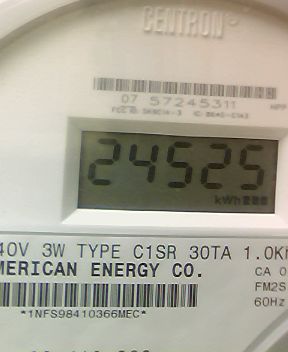 CENTRON
07 57245311
24525
kWh
40V 3W TYPE C1SR 30TA 1.0Kh
MERICAN ENERGY CO.
CA 0
FM2S
60Hz
*1NFS98410366MEC*